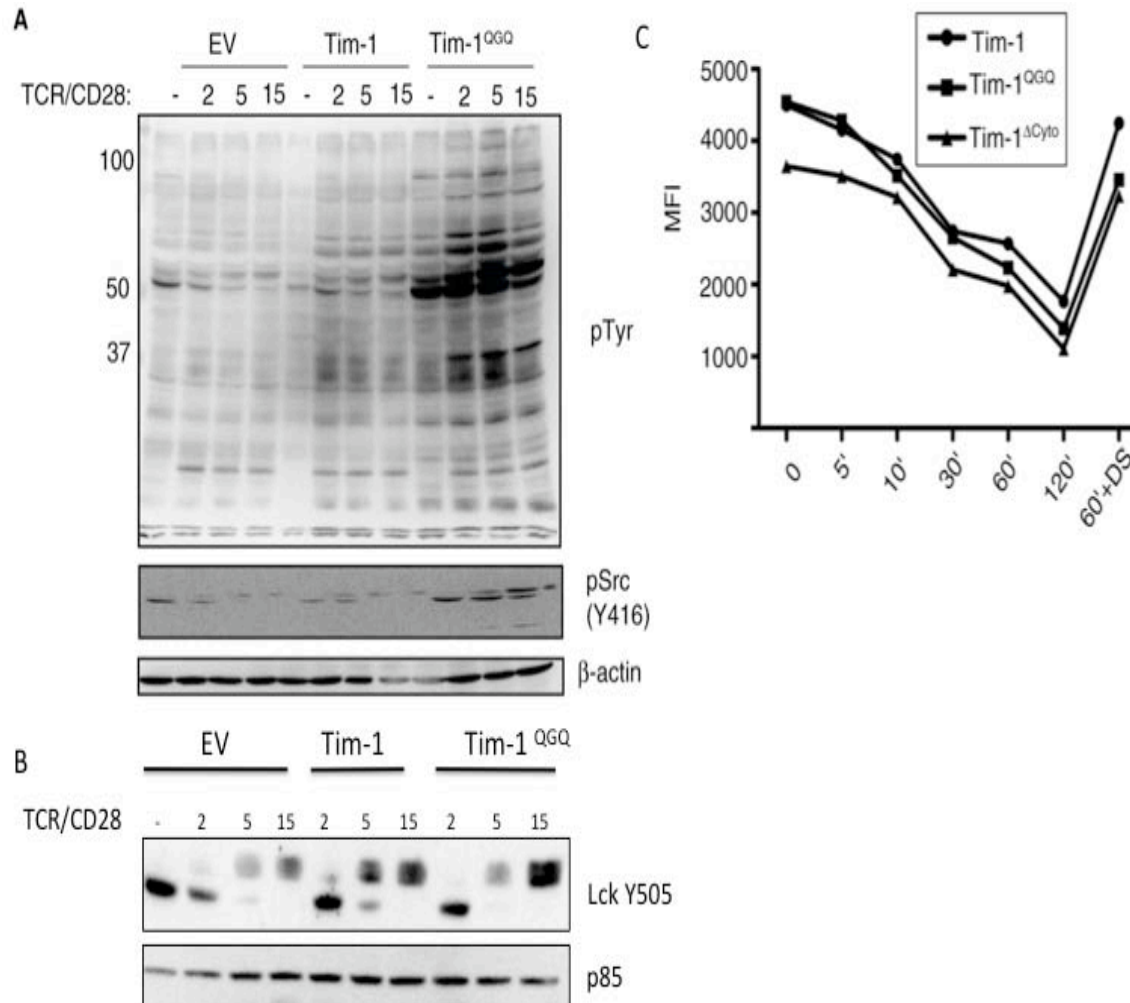 A
EV Tim-1 Tim-1QGQ
TCR/CD28: - 2 5 15 - 2 5 15 - 2 5 15
100
50
37
pTyr
pSrc
(Y416)
β-actin
B
EV Tim-1 Tim-1 QGQ
TCR/CD28 - 2 5 15 2 5 15 2 5 15
Lck Y505
p85
C
Tim-1
Tim-1QGQ
Tim-1ΔCyto
5000
4000
3000
2000
1000
MFI
0 5' 10' 30' 60' 120' 60'+DS